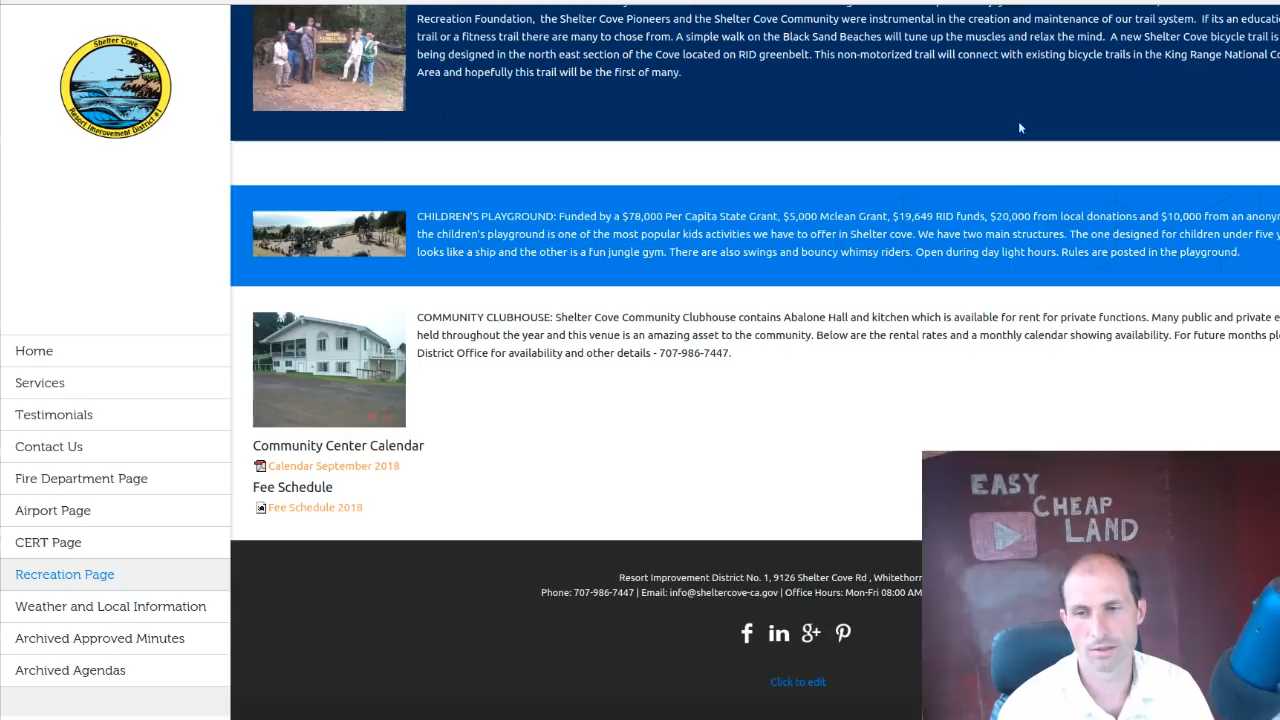 Shelter Cove
Resort Improvement District #1
Home
Services
Testimonials
Contact Us
Fire Department Page
Airport Page
CERT Page
Recreation Page
Weather and Local Information
Archived Approved Minutes
Archived Agendas
Recreation Foundation, the Shelter Cove Pioneers and the Shelter Cove Community were instrumental in the creation and maintenance of our trail system. If its an educatio
trail or a fitness trail there are many to chose from. A simple walk on the Black Sand Beaches will tune up the muscles and relax the mind. A new Shelter Cove bicycle trail is
being designed in the north east section of the Cove located on RID greenbelt. This non-motorized trail will connect with existing bicycle trails in the King Range National Co
Area and hopefully this trail will be the first of many.
CHILDREN'S PLAYGROUND: Funded by a $78,000 Per Capita State Grant, $5,000 Mclean Grant, $19,649 RID funds, $20,000 from local donations and $10,000 from an anonym
the children's playground is one of the most popular kids activities we have to offer in Shelter cove. We have two main structures. The one designed for children under five y
looks like a ship and the other is a fun jungle gym. There are also swings and bouncy whimsy riders. Open during day light hours. Rules are posted in the playground.
COMMUNITY CLUBHOUSE: Shelter Cove Community Clubhouse contains Abalone Hall and kitchen which is available for rent for private functions. Many public and private e
held throughout the year and this venue is an amazing asset to the community. Below are the rental rates and a monthly calendar showing availability. For future months ple
District Office for availability and other details - 707-986-7447.
Community Center Calendar
Calendar September 2018
Fee Schedule
Fee Schedule 2018
Resort Improvement District No. 1, 9126 Shelter Cove Rd , Whitethorn
Phone: 707-986-7447 | Email: info@sheltercove-ca.gov | Office Hours: Mon-Fri 08:00 AM
Click to edit
EASY
CHEAP
LAND